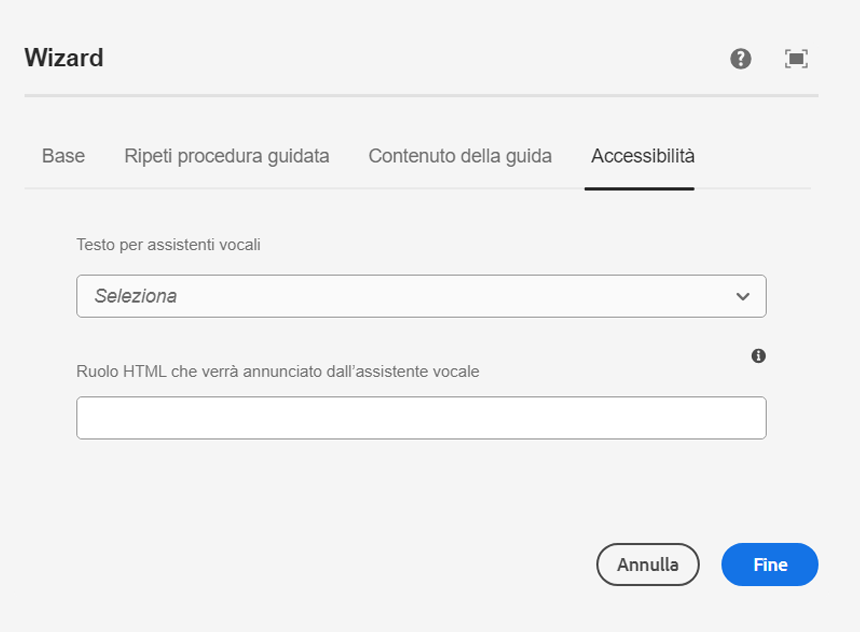 Wizard
Base Ripeti procedura guidata Contenuto della guida Accessibilità
Testo per assistenti vocali
Seleziona
Ruolo HTML che verrà annunciato dall'assistente vocale
Annulla Fine